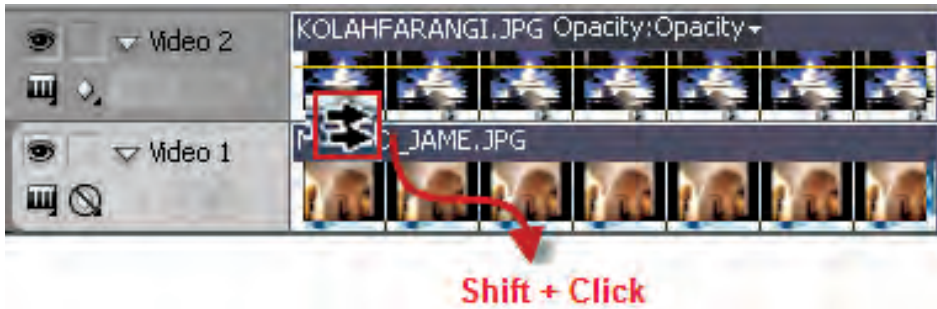 Video 2
KOLAHFARANGI.JPG Opacity:Opacity
Video 1
_JAME.JPG
Shift + Click